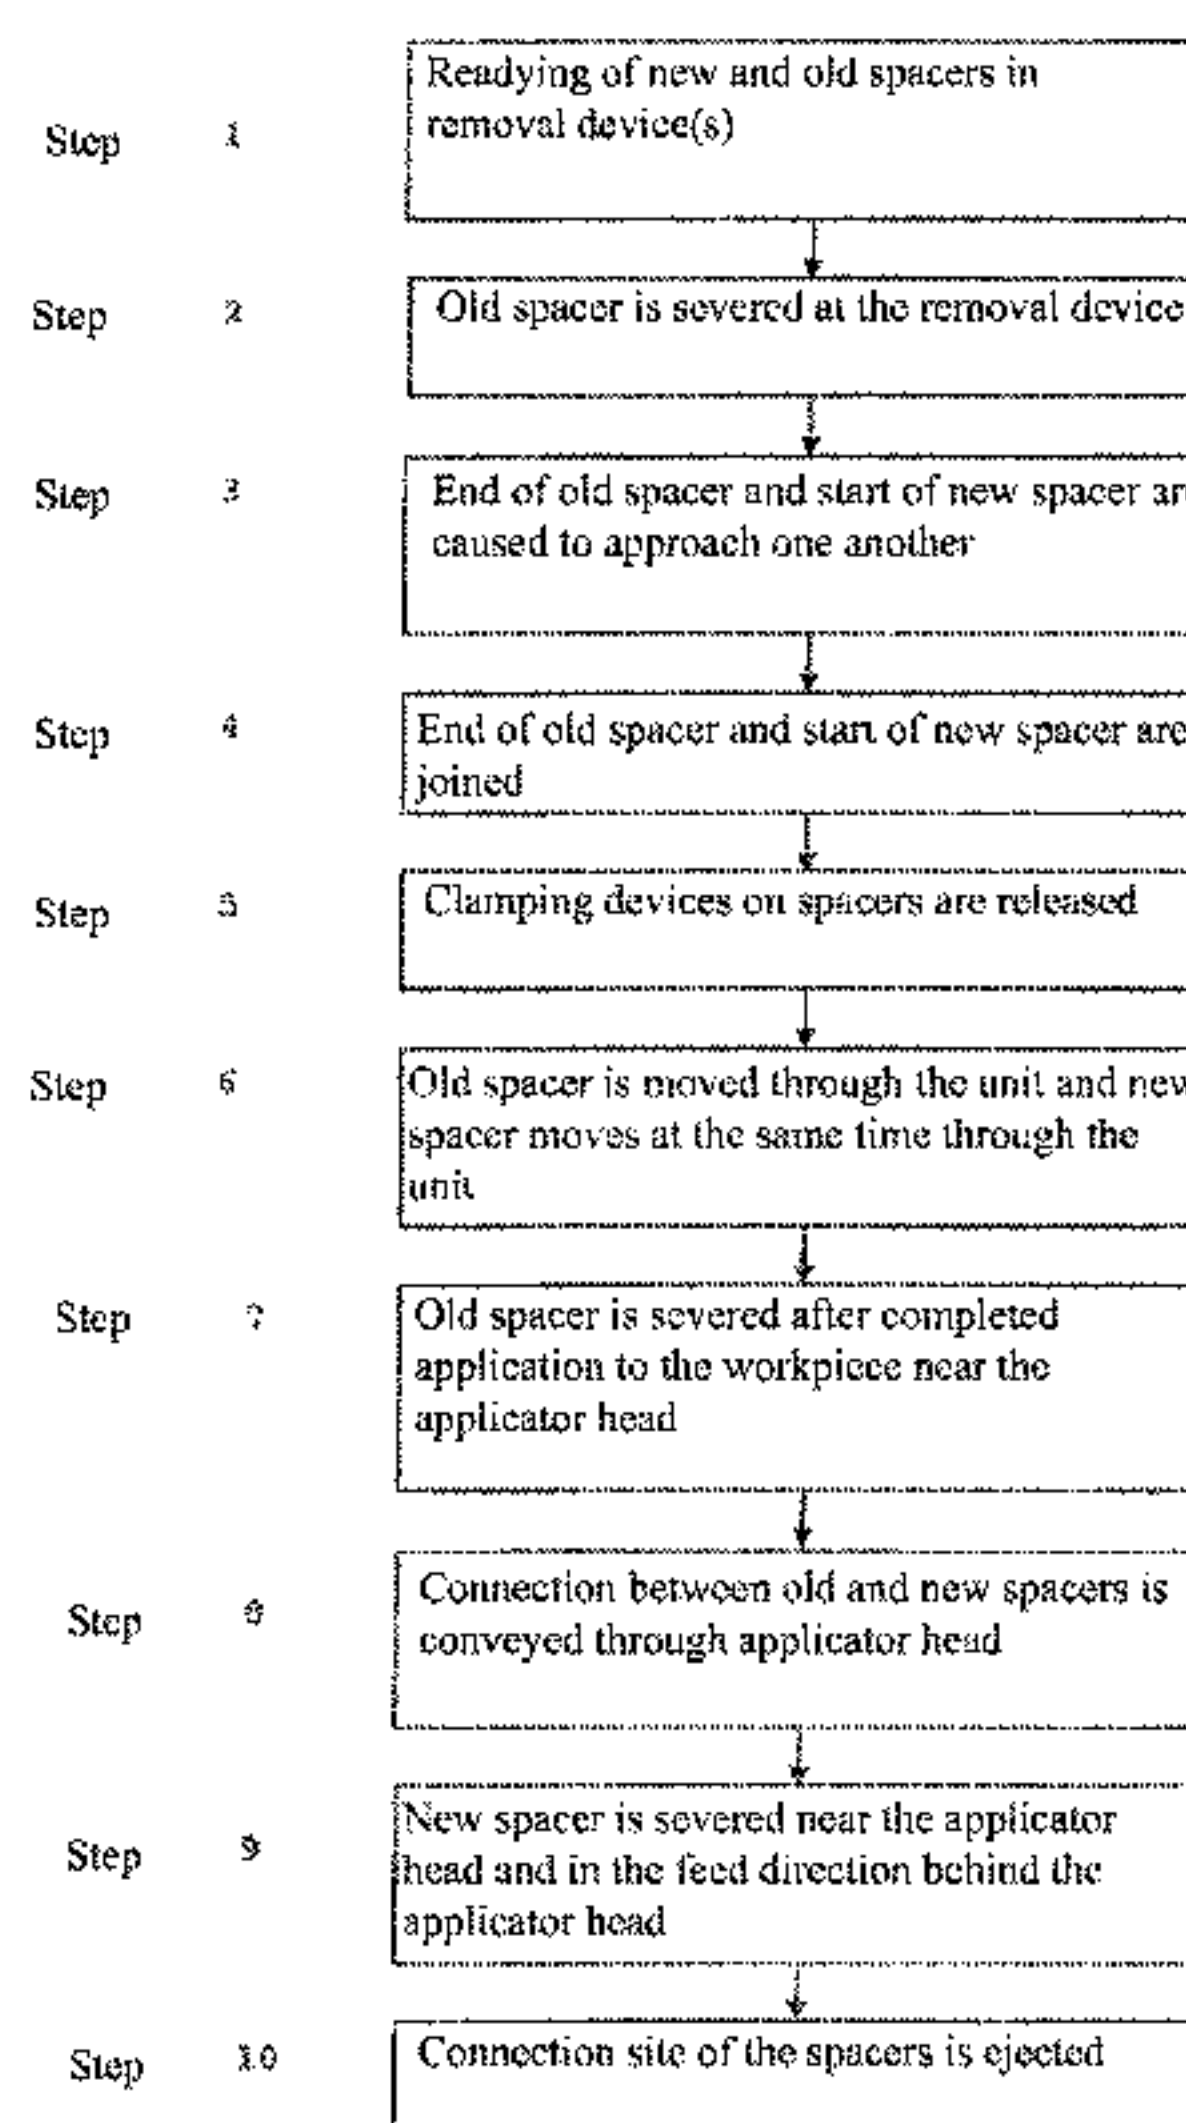 Step 1
Readying of new and old spacers in
removal device(s)
Step 2
Old spacer is severed at the removal device
Step 3
End of old spacer and start of new spacer ar
caused to approach one another
Step 4
End of old spacer and start of new spacer are
joined
Step 5
Clamping devices on spacers are released
Step 6
Old spacer is moved through the unit and new
spacer moves at the same time through the
unit
Step 7
Old spacer is severed after completed
application to the workpiece near the
applicator head
Step 8
Connection between old and new spacers is
conveyed through applicator head
Step 9
New spacer is severed near the applicator
head and in the feed direction behind the
applicator head
Step 10
Connection site of the spacers is ejected